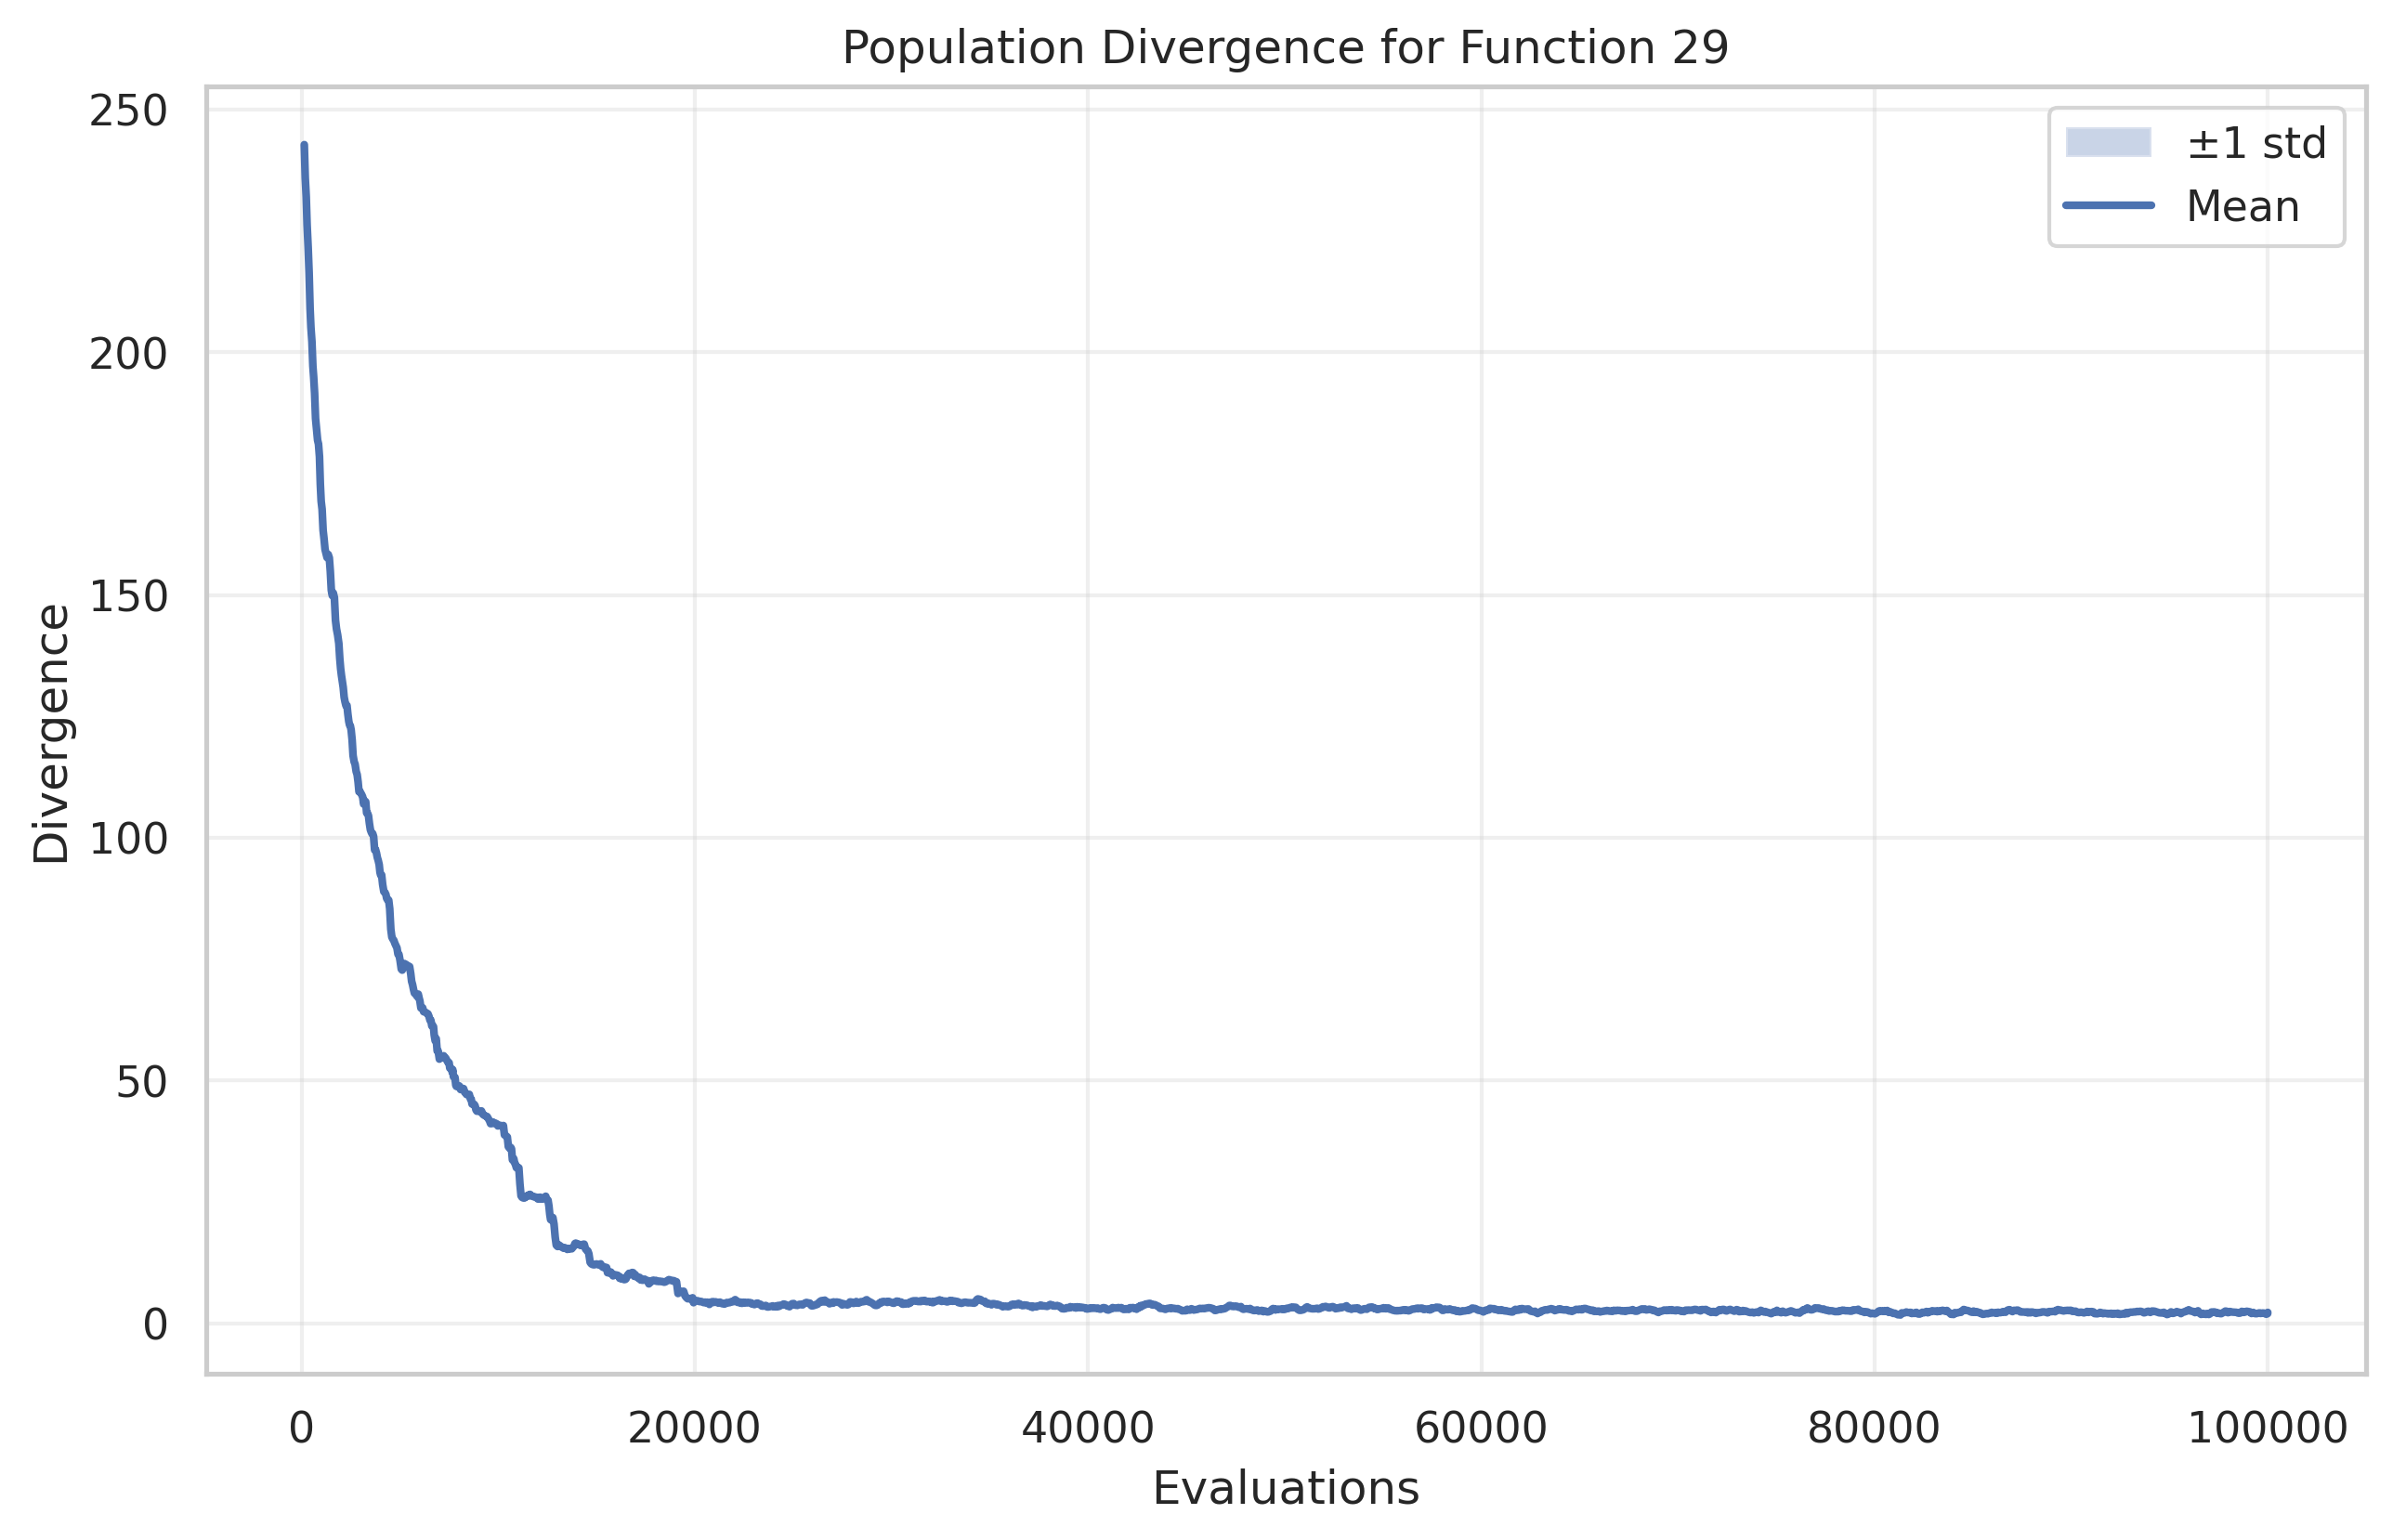 Population Divergence for Function 29
250
200
150
100
50
0
Divergence
±1 std
Mean
0 20000 40000 60000 80000 100000
Evaluations